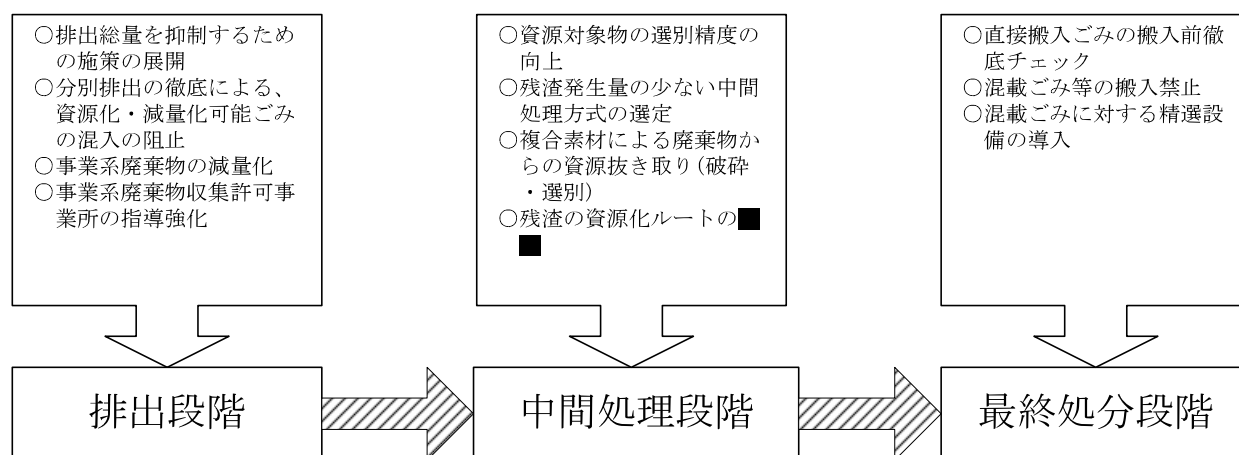 ○排出総量を抑制するため
の施策の展開
○分別排出の徹底による、
資源化・減量化可能ごみ
の混入の阻止
○事業系廃棄物の減量化
○事業系廃棄物収集許可事
業所の指導強化
○資源対象物の選別精度の
向上
○残渣発生量の少ない中間
処理方式の選定
○複合素材による廃棄物か
らの資源抜き取り(破砕
・選別)
○残渣の資源化ルートの
○直接搬入ごみの搬入前徹
底チェック
○混載ごみ等の搬入禁止
○混載ごみに対する精選設
備の導入
排出段階
中間処理段階
最終処分段階